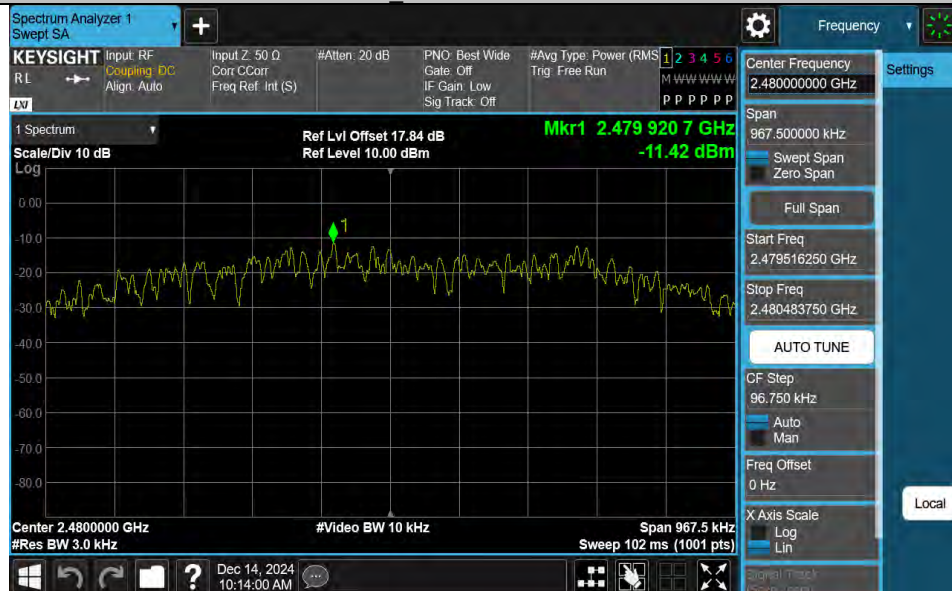 Spectrum Analyzer 1
Swept SA
+
Frequency
KEYSIGHT
RL
LXI
Input: RF
Coupling: DC
Align: Auto
Input Z: 50 Ω
Corr CCorr
Freq Ref: Int (S)
#Atten: 20 dB
PNO: Best Wide
Gate: Off
IF Gain: Low
Sig Track: Off
#Avg Type: Power (RMS
Trig: Free Run
1 2 3 4 5 6
M W W W W W
P P P P P P
1 Spectrum
Scale/Div 10 dB
Log
Ref Lvl Offset 17.84 dB
Ref Level 10.00 dBm
Mkr1 2.479 920 7 GHz
-11.42 dBm
1
0.00
-10.0
-20.0
-30.0
-40.0
-50.0
-60.0
-70.0
-80.0
Center 2.4800000 GHz
#Res BW 3.0 kHz
#Video BW 10 kHz
Span 967.5 kHz
Sweep 102 ms (1001 pts)
?
Dec 14, 2024
10:14:00 AM
Center Frequency
2.480000000 GHz
Span
967.500000 kHz
Swept Span
Zero Span
Full Span
Start Freq
2.479516250 GHz
Stop Freq
2.480483750 GHz
AUTO TUNE
CF Step
96.750 kHz
Auto
Man
Freq Offset
0 Hz
X Axis Scale
Log
Lin
Signal Track
Settings
Local